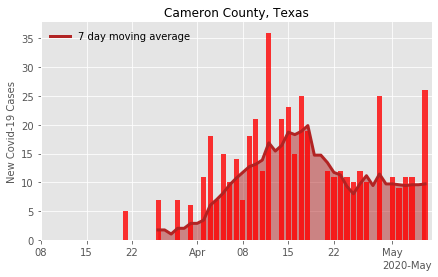 Cameron County, Texas
7 day moving average
New Covid-19 Cases
35
30
25
20
15
10
5
0
08
15
22
Apr
08
15
22
May
2020-May